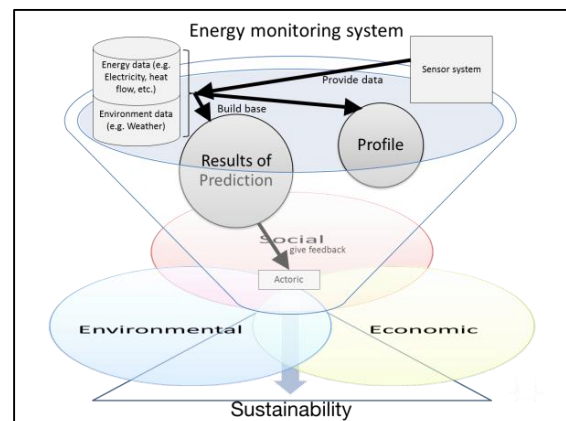 Energy monitoring system
Energy data (e.g.
Electricity, heat
flow, etc.)
Environment data
(e.g. Weather)
Provide data
Sensor system
Build base
Results of
Prediction
Profile
Social
give feedback
Actoric
Environmental
Economic
Sustainability